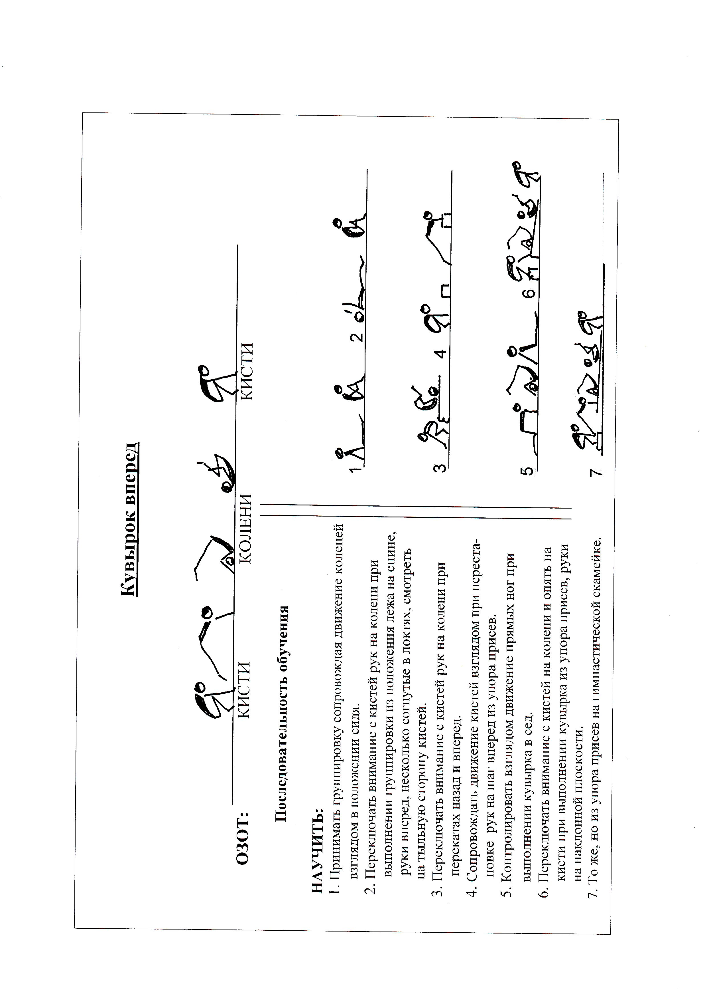 Кувырок вперед
ОЗОТ: КИСТИ КОЛЕНИ КИСТИ
Последовательность обучения
НАУЧИТЬ:
1. Принимать группировку сопровождая движение коленей
взглядом в положении сидя.
2. Переключать внимание с кистей рук на колени при
выполнении группировки из положения лежа на спине,
руки вперед, несколько согнутые в локтях, смотреть
на тыльную сторону кистей.
3. Переключать внимание с кистей рук на колени при
перекатах назад и вперед.
4. Сопровождать движение кистей взглядом при переста-
новке рук на шаг вперед из упора присев.
5. Контролировать взглядом движение прямых ног при
выполнении кувырка в сед.
6. Переключать внимание с кистей на колени и опять на
кисти при выполнении кувырка из упора присев, руки
на наклонной плоскости.
7. То же, но из упора присев на гимнастической скамейке.
1 2
3 4
5 6
7